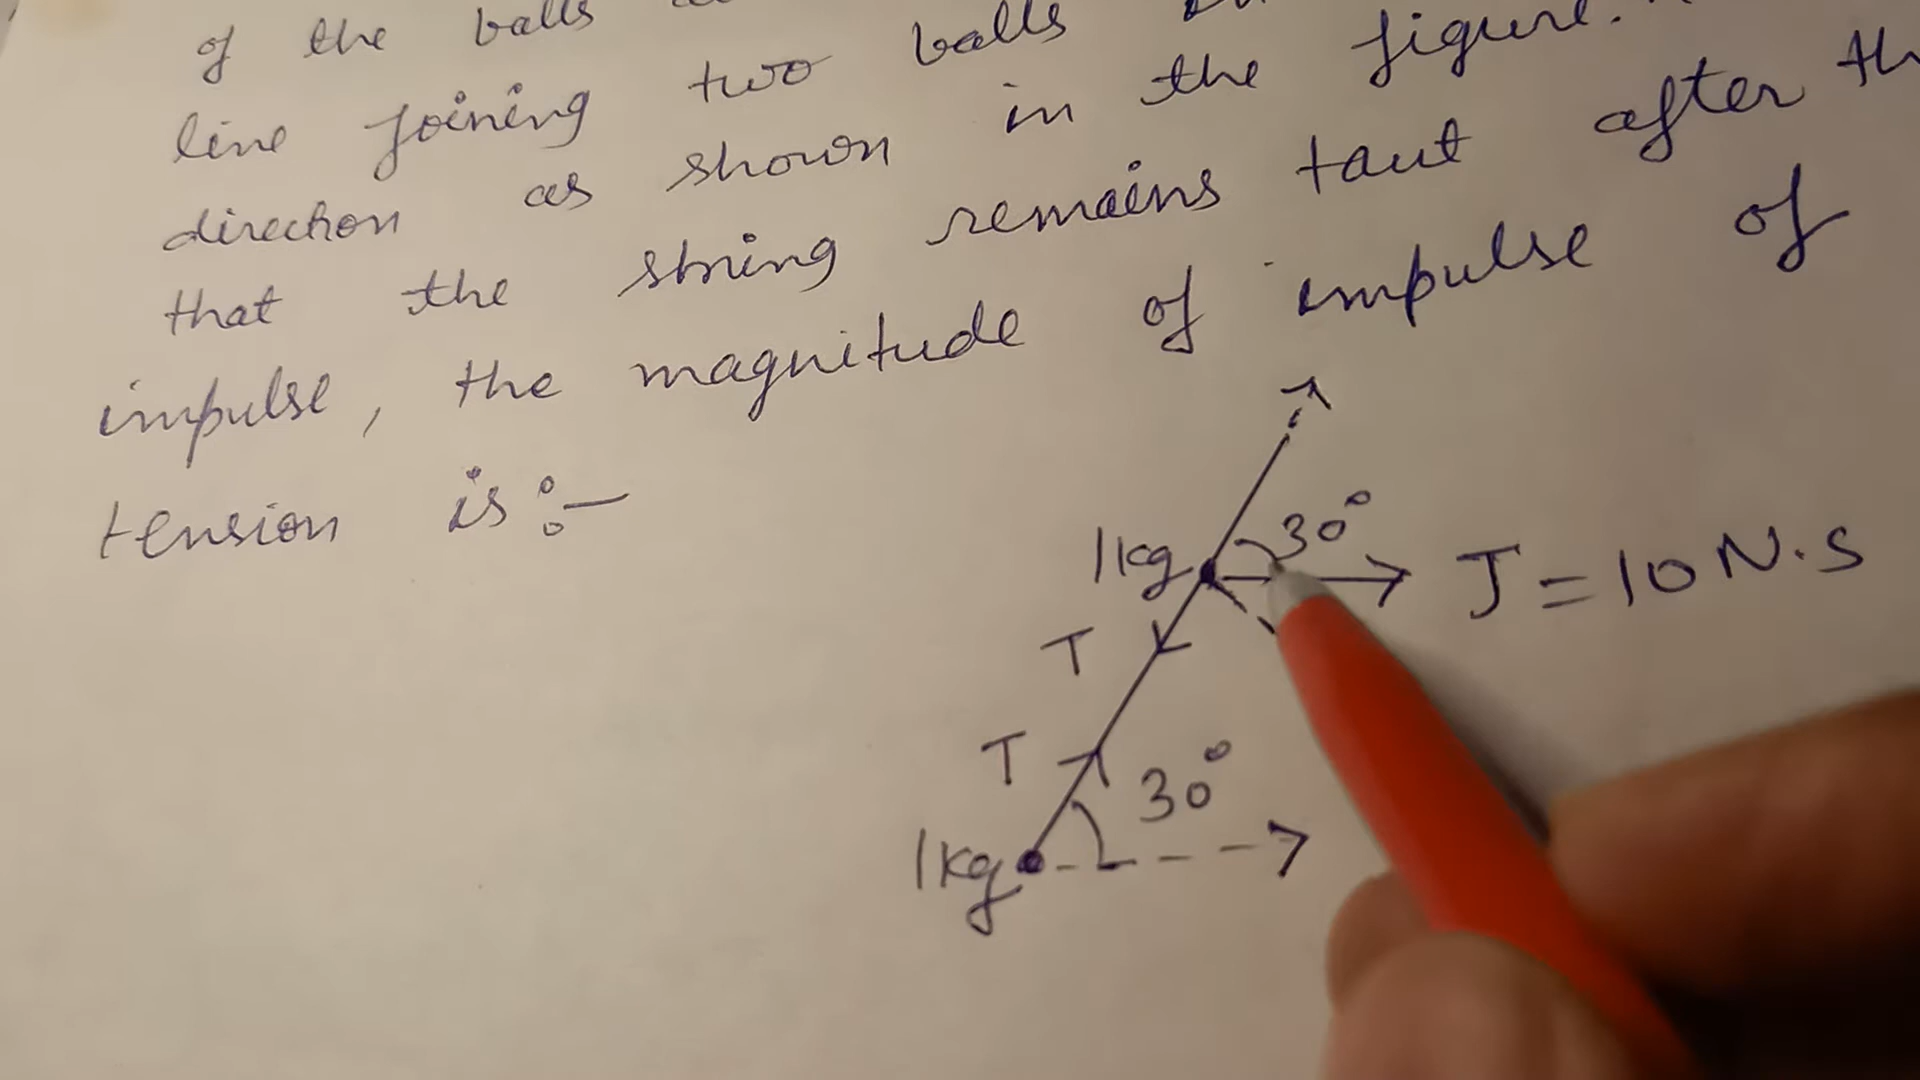 of the balls
line joining two balls
direction as shown in the figure.
that the string remains taut after
impulse, the magnitude of impulse of
tension is :-
1kg 30° J = 10 N.s
T
T 30°
1kg